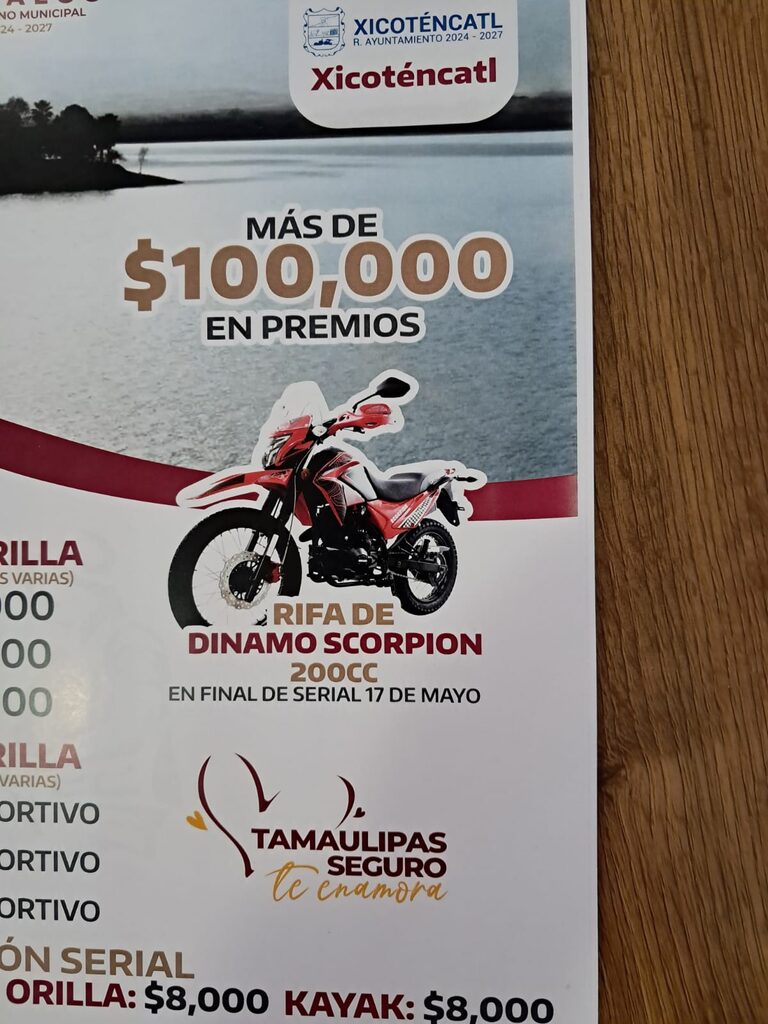 NO MUNICIPAL
24 - 2027
XICOTÉNCATL
R. AYUNTAMIENTO 2024 - 2027
Xicoténcatl
MÁS DE
$100,000
EN PREMIOS
RILLA
S VARIAS)
000
00
00
RIFA DE
DINAMO SCORPION
200CC
EN FINAL DE SERIAL 17 DE MAYO
RILLA
VARIAS)
ORTIVO
ORTIVO
ORTIVO
TAMAULIPAS
SEGURO
te enamora
ÓN SERIAL
ORILLA: $8,000 KAYAK: $8,000